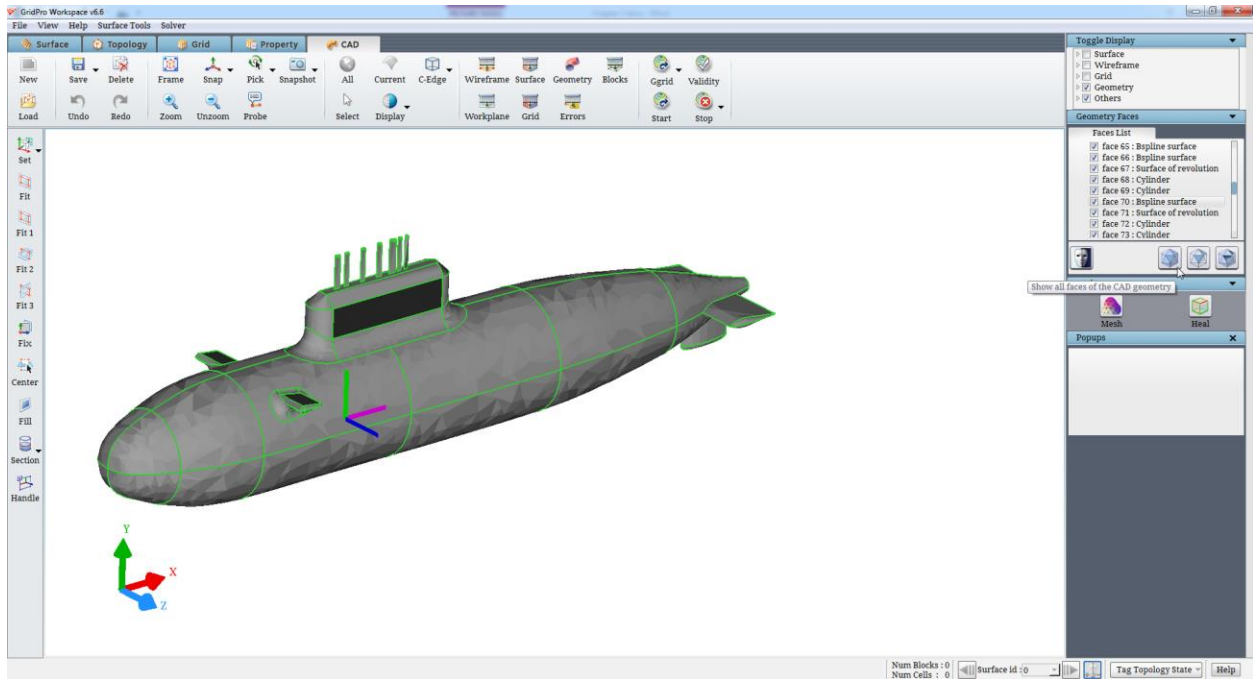 GridPro Workspace v6.6
File View Help Surface Tools Solver
Surface Topology Grid Property CAD
New Save Delete Frame Snap Pick Snapshot All Current C-Edge Wireframe Surface Geometry Blocks Ggrid Validity
Load Undo Redo Zoom Unzoom Probe Select Display Workplane Grid Errors Start Stop
Set
Fit
Fit 1
Fit 2
Fit 3
Fix
Center
Fill
Section
Handle
Y
X
Z
Toggle Display
Surface
Wireframe
Grid
Geometry
Others
Geometry Faces
Faces List
face 65 : Bspline surface
face 66 : Bspline surface
face 67 : Surface of revolution
face 68 : Cylinder
face 69 : Cylinder
face 70 : Bspline surface
face 71 : Surface of revolution
face 72 : Cylinder
face 73 : Cylinder
Show all faces of the CAD geometry
Mesh Heal
Popups
Num Blocks : 0
Num Cells : 0
Surface id : 0
Tag Topology State
Help